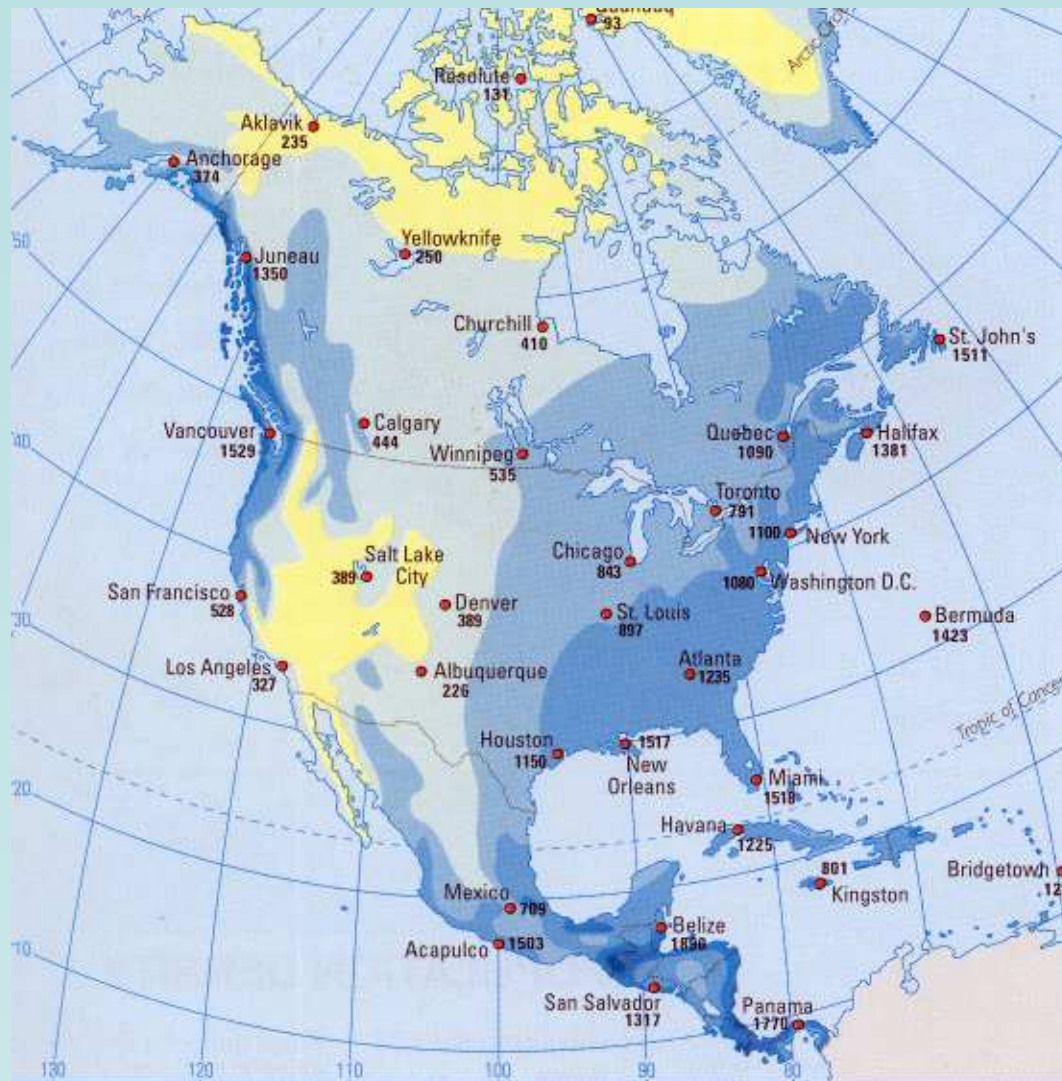 93
Arctic Circle
Resolute
131
Aklavik
235
Anchorage
374
50
Yellowknife
250
Juneau
1350
Churchill
410
St. John's
1511
40
Vancouver
1529
Calgary
444
Winnipeg
535
Quebec
1090
Halifax
1381
Toronto
791
1100
New York
Chicago
843
1080
Washington D.C.
Salt Lake
City
389
San Francisco
528
Denver
389
St. Louis
897
Bermuda
1423
30
Los Angeles
327
Albuquerque
226
Atlanta
1235
Tropic of Cancer
Houston
1150
1517
New
Orleans
Miami
1518
20
Havana
1225
801
Kingston
Bridgetown
Mexico
709
Acapulco
1503
Belize
1890
10
San Salvador
1317
Panama
1770
130
120
110
100
90
80